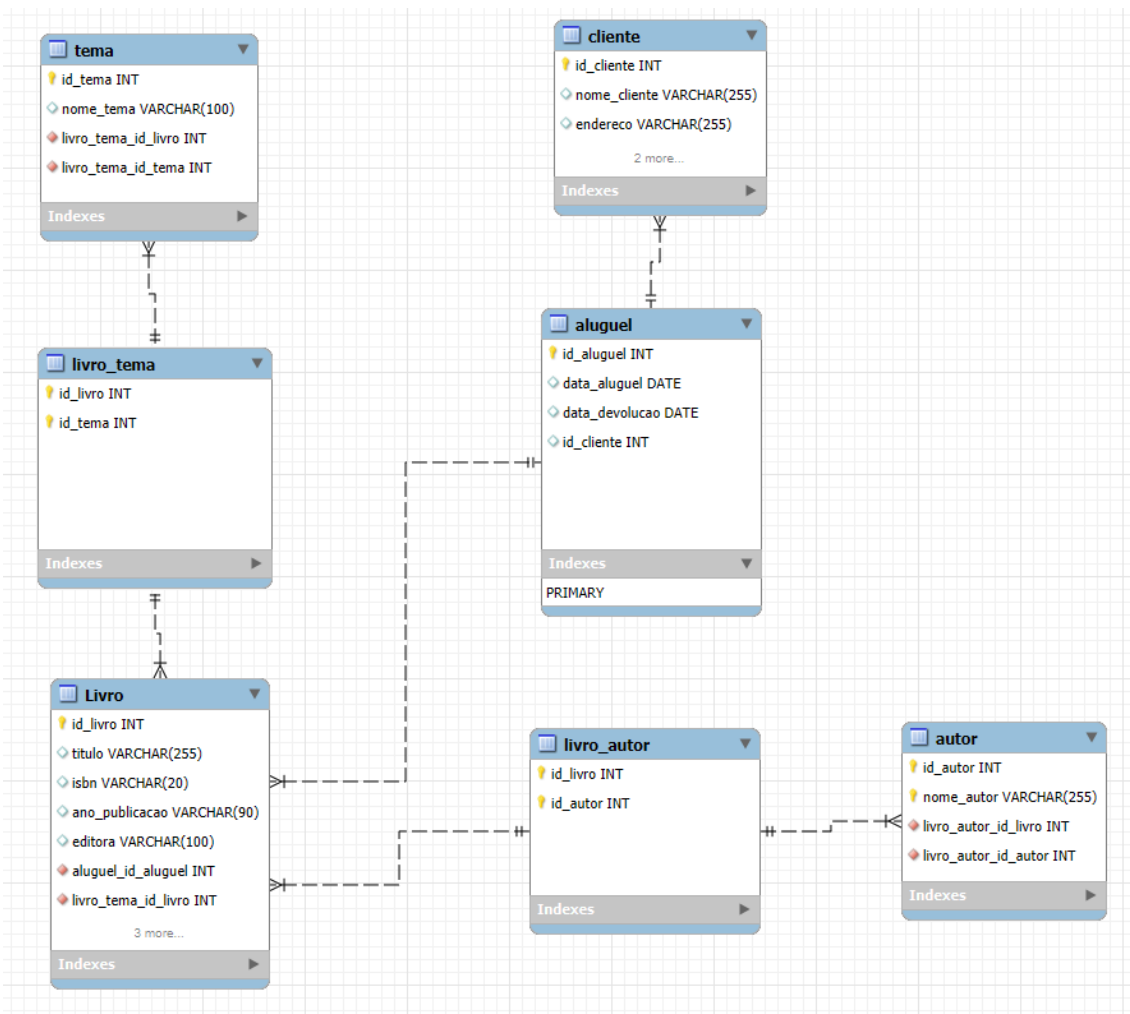 tema
id_tema INT
nome_tema VARCHAR(100)
livro_tema_id_livro INT
livro_tema_id_tema INT
Indexes
cliente
id_cliente INT
nome_cliente VARCHAR(255)
endereco VARCHAR(255)
2 more...
Indexes
livro_tema
id_livro INT
id_tema INT
Indexes
aluguel
id_aluguel INT
data_aluguel DATE
data_devolucao DATE
id_cliente INT
Indexes
PRIMARY
Livro
id_livro INT
titulo VARCHAR(255)
isbn VARCHAR(20)
ano_publicacao VARCHAR(90)
editora VARCHAR(100)
aluguel_id_aluguel INT
livro_tema_id_livro INT
3 more...
Indexes
livro_autor
id_livro INT
id_autor INT
Indexes
autor
id_autor INT
nome_autor VARCHAR(255)
livro_autor_id_livro INT
livro_autor_id_autor INT
Indexes